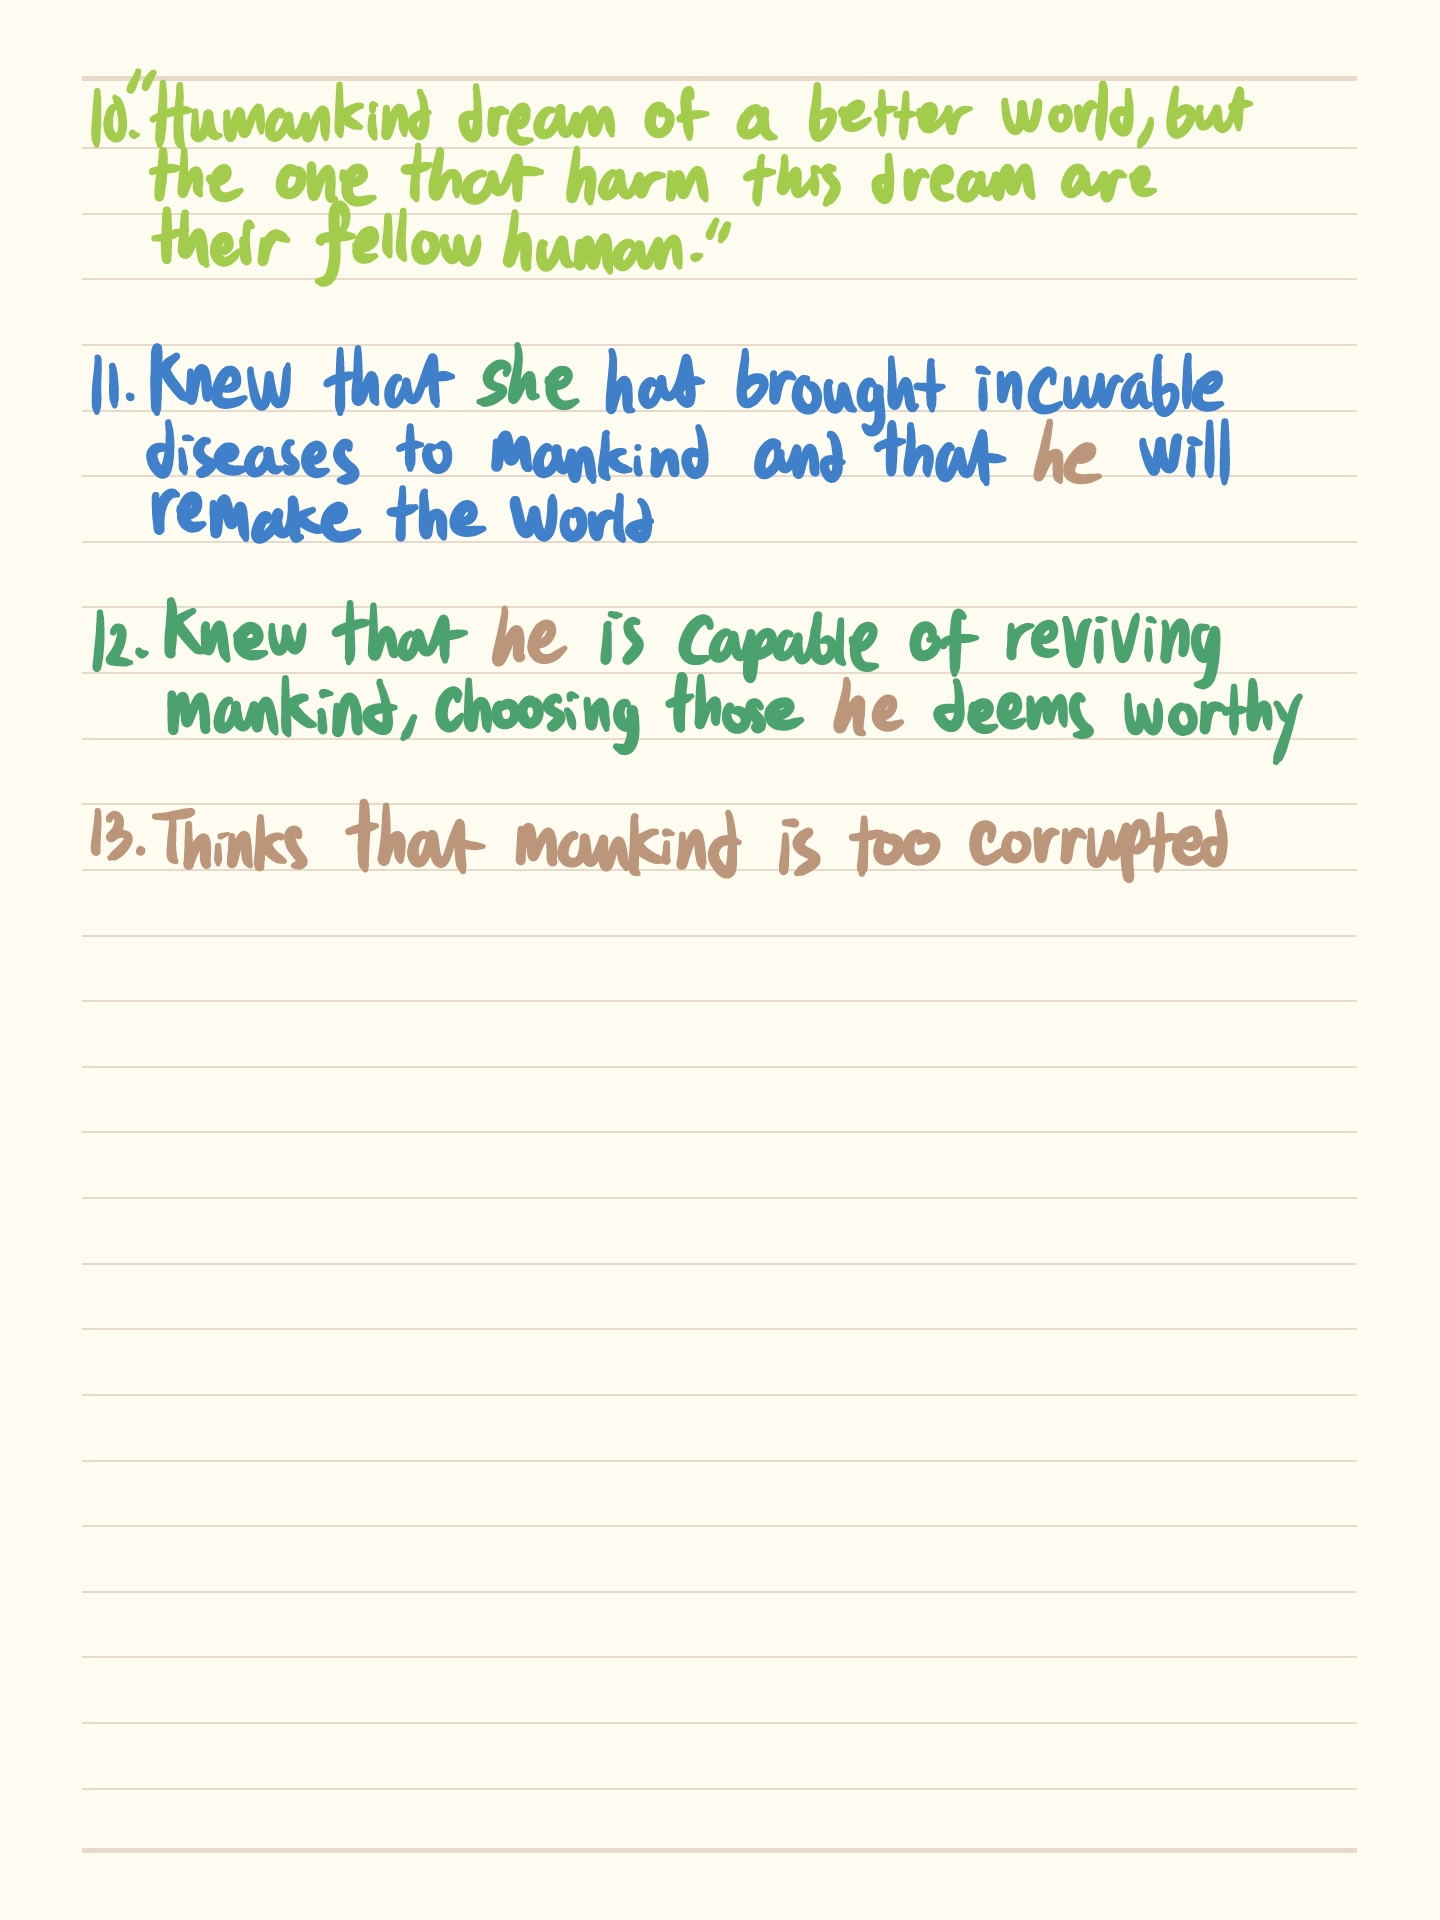 10."Humankind dream of a better world, but
the one that harm this dream are
their fellow human."
11. Knew that she hat brought incurable
diseases to mankind and that he will
remake the world
12. Knew that he is capable of reviving
mankind, choosing those he deems worthy
13. Thinks that mankind is too corrupted